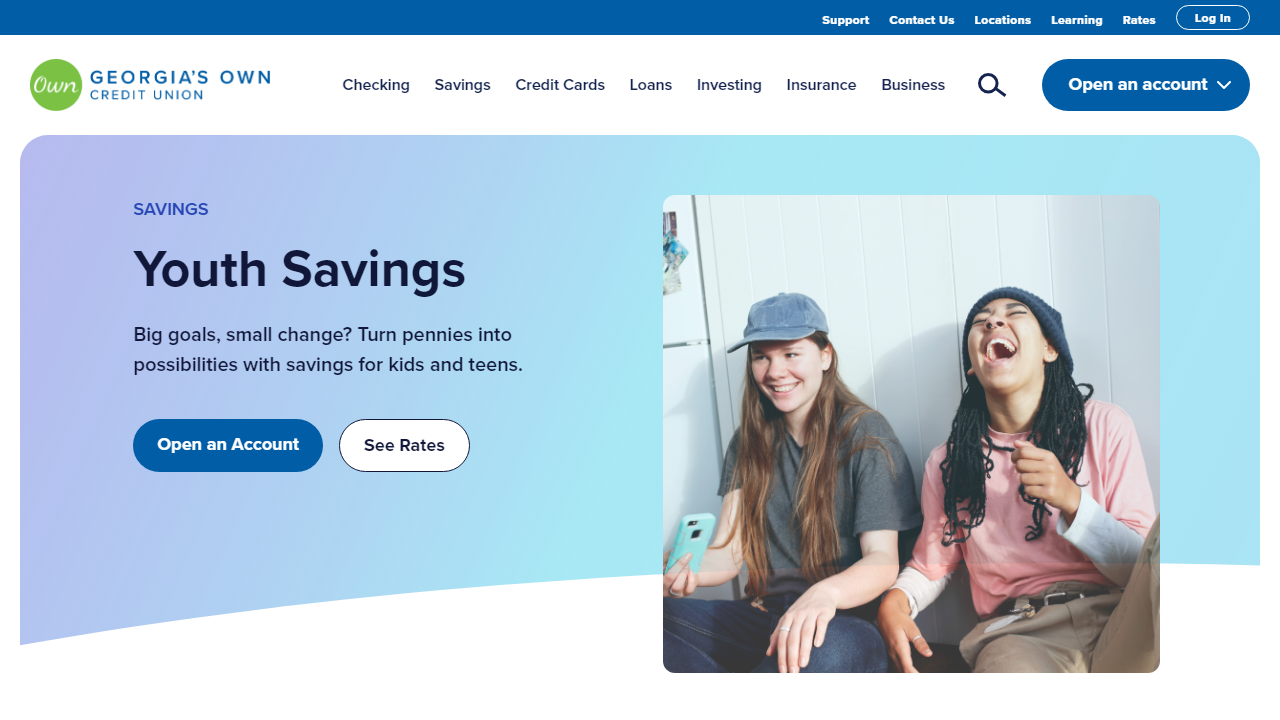 Support Contact Us Locations Learning Rates Log In
Own GEORGIA'S OWN
CREDIT UNION
Checking Savings Credit Cards Loans Investing Insurance Business
Open an account
SAVINGS
Youth Savings
Big goals, small change? Turn pennies into
possibilities with savings for kids and teens.
Open an Account See Rates